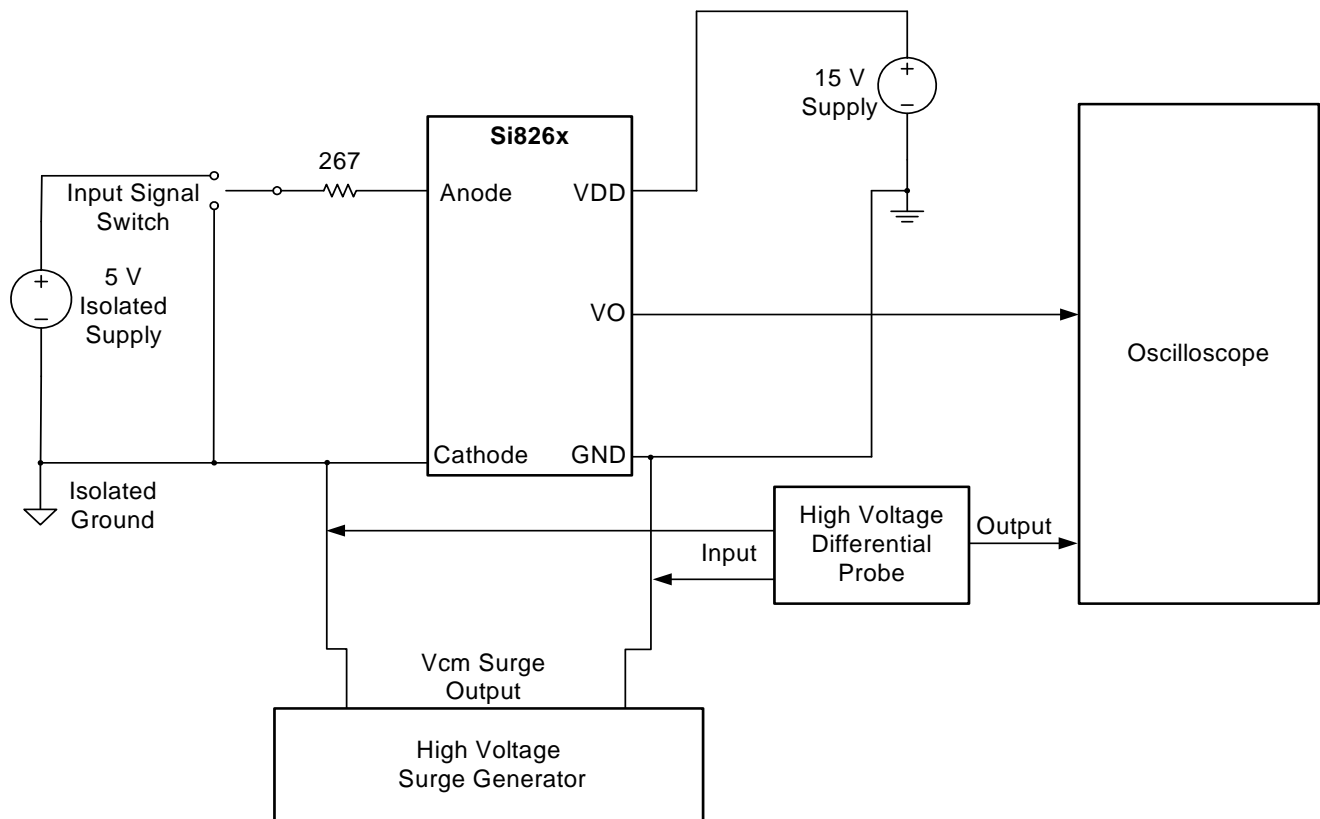 Si826x
15 V
Supply
+
−
267
Input Signal
Switch
Anode
VDD
5 V
Isolated
Supply
+
−
VO
Oscilloscope
Cathode
GND
Isolated
Ground
High Voltage
Differential
Probe
Input
Output
Vcm Surge
Output
High Voltage
Surge Generator